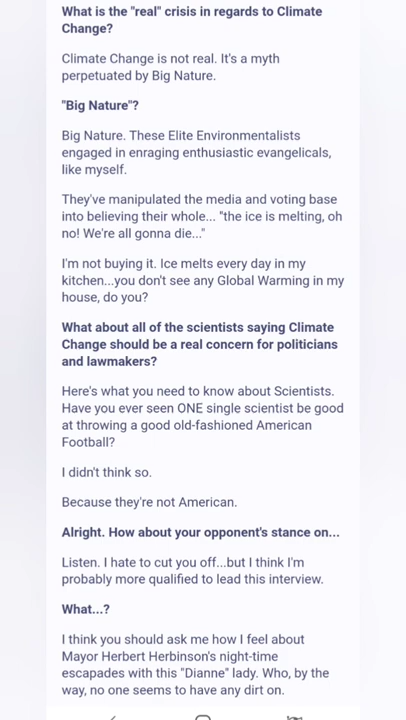 What is the "real" crisis in regards to Climate
Change?
Climate Change is not real. It's a myth
perpetuated by Big Nature.
"Big Nature"?
Big Nature. These Elite Environmentalists
engaged in enraging enthusiastic evangelicals,
like myself.
They've manipulated the media and voting base
into believing their whole... "the ice is melting, oh
no! We're all gonna die..."
I'm not buying it. Ice melts every day in my
kitchen...you don't see any Global Warming in my
house, do you?
What about all of the scientists saying Climate
Change should be a real concern for politicians
and lawmakers?
Here's what you need to know about Scientists.
Have you ever seen ONE single scientist be good
at throwing a good old-fashioned American
Football?
I didn't think so.
Because they're not American.
Alright. How about your opponent's stance on...
Listen. I hate to cut you off...but I think I'm
probably more qualified to lead this interview.
What...?
I think you should ask me how I feel about
Mayor Herbert Herbinson's night-time
escapades with this "Dianne" lady. Who, by the
way, no one seems to have any dirt on.